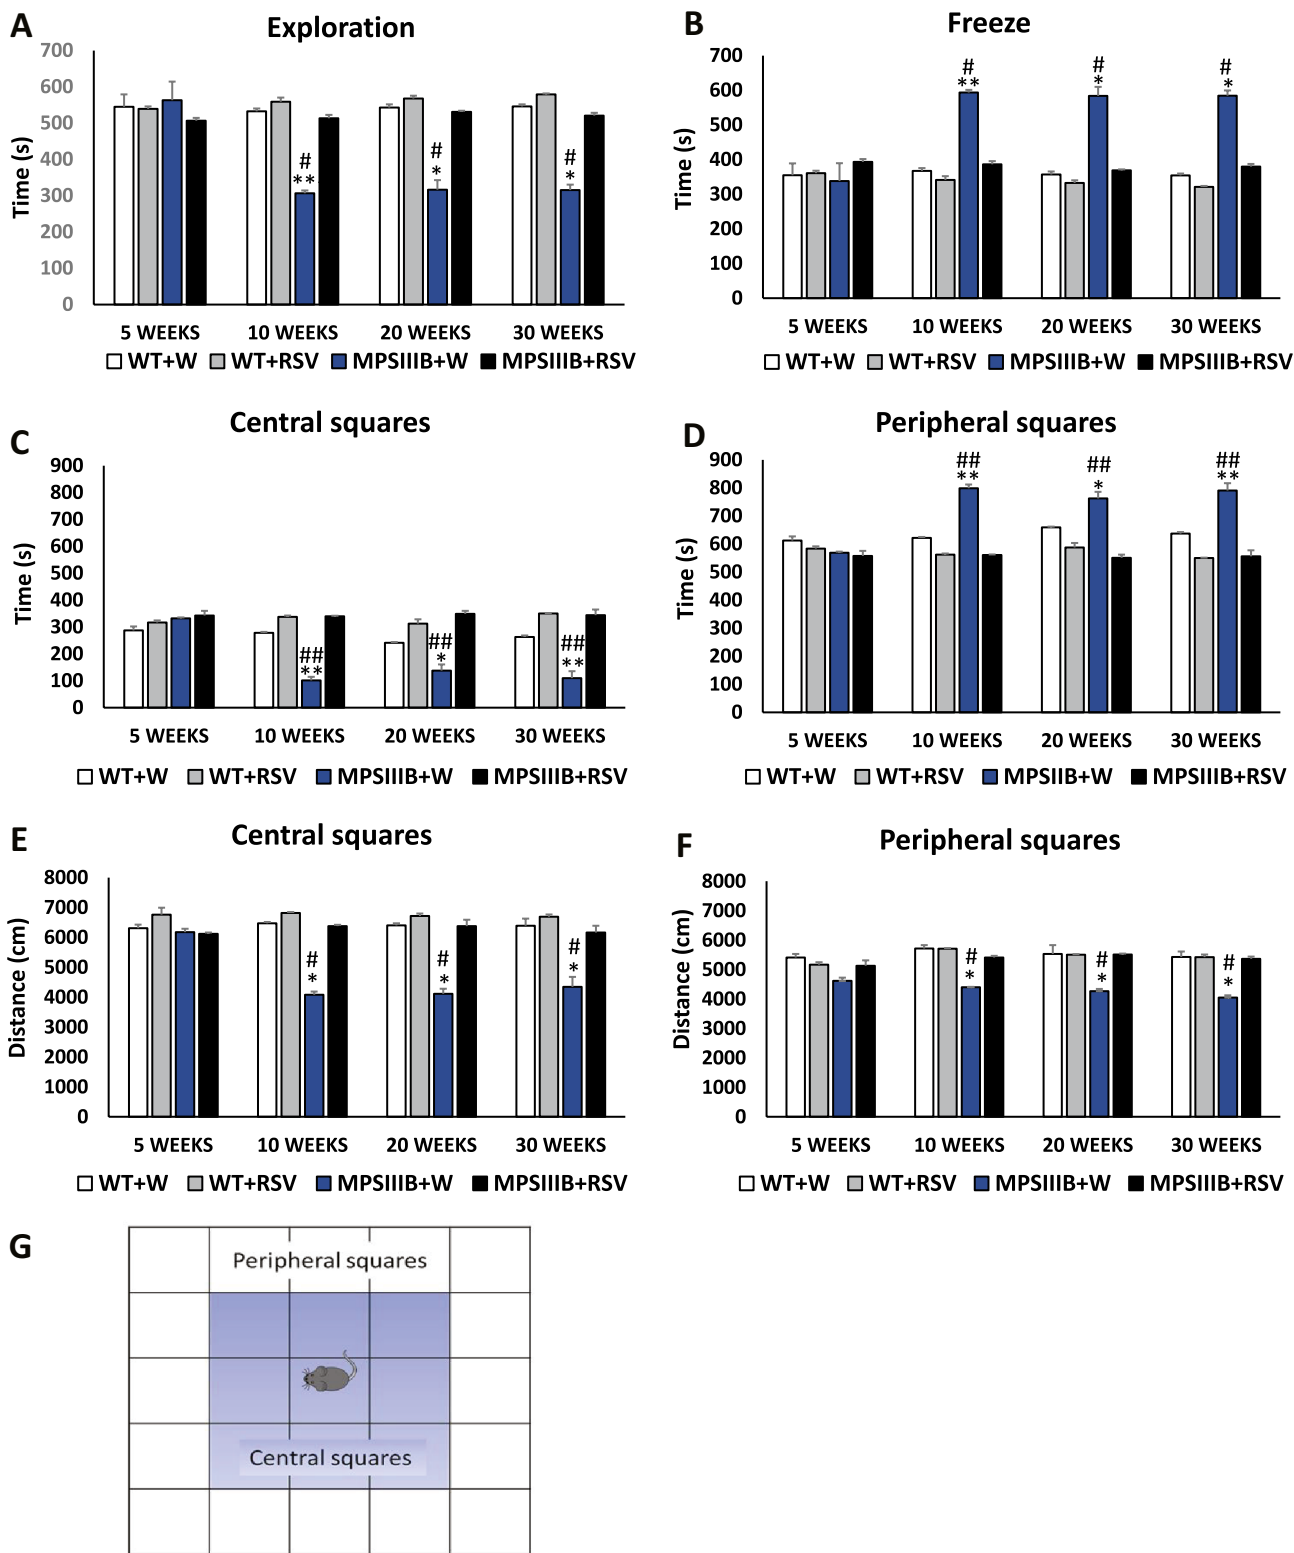 A
Exploration
700
600
500
400
300
200
100
0
Time (s)
#
**
#
*
#
*
5 WEEKS 10 WEEKS 20 WEEKS 30 WEEKS
WT+W WT+RSV MPSIIIB+W MPSIIIB+RSV
B
Freeze
700
600
500
400
300
200
100
0
Time (s)
#
**
#
*
#
*
5 WEEKS 10 WEEKS 20 WEEKS 30 WEEKS
WT+W WT+RSV MPSIIIB+W MPSIIIB+RSV
C
Central squares
900
800
700
600
500
400
300
200
100
0
Time (s)
##
**
##
*
##
**
5 WEEKS 10 WEEKS 20 WEEKS 30 WEEKS
WT+W WT+RSV MPSIIIB+W MPSIIIB+RSV
D
Peripheral squares
900
800
700
600
500
400
300
200
100
0
Time (s)
##
**
##
*
##
**
5 WEEKS 10 WEEKS 20 WEEKS 30 WEEKS
WT+W WT+RSV MPSIIB+W MPSIIIB+RSV
E
Central squares
8000
7000
6000
5000
4000
3000
2000
1000
0
Distance (cm)
#
*
#
*
#
*
5 WEEKS 10 WEEKS 20 WEEKS 30 WEEKS
WT+W WT+RSV MPSIIIB+W MPSIIIB+RSV
F
Peripheral squares
8000
7000
6000
5000
4000
3000
2000
1000
0
Distance (cm)
#
*
#
*
#
*
5 WEEKS 10 WEEKS 20 WEEKS 30 WEEKS
WT+W WT+RSV MPSIIIB+W MPSIIIB+RSV
G
Peripheral squares
Central squares